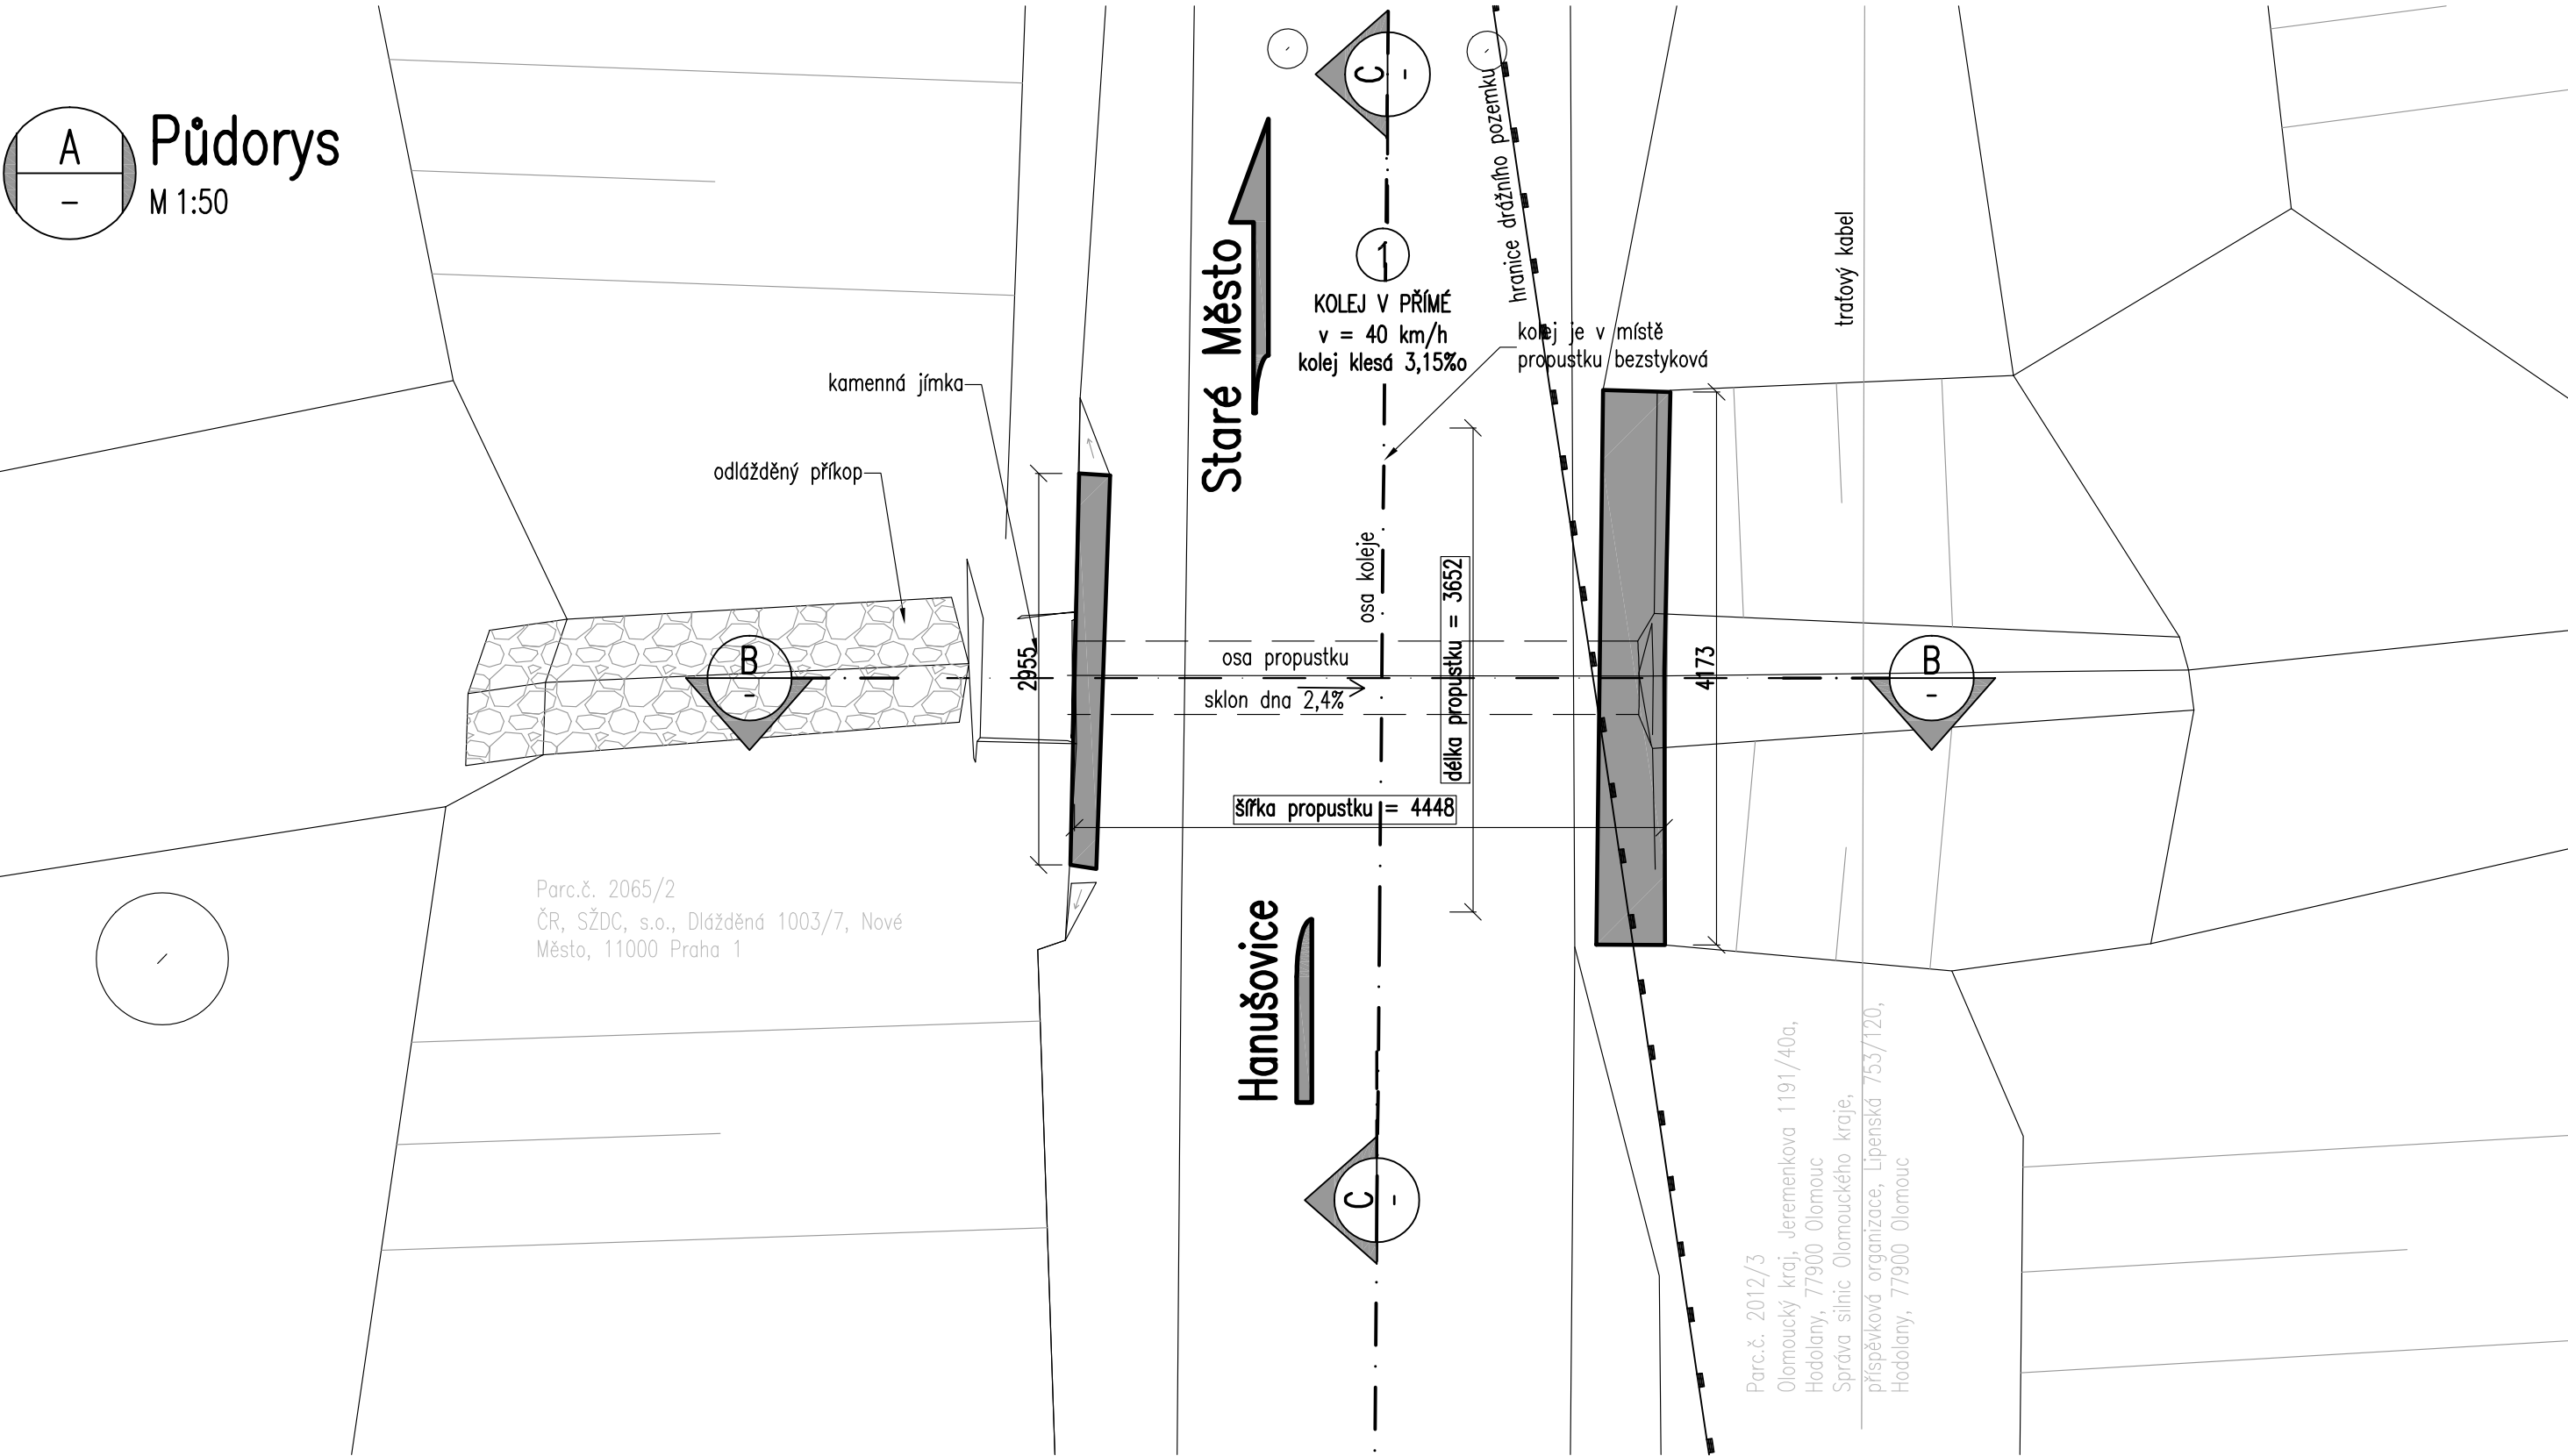 A
–
Půdorys
M 1:50
C
-
1
KOLEJ V PŘÍMÉ
v = 40 km/h
kolej klesá 3,15‰
Staré Město
hranice drážního pozemku
kolej je v místě
propustku bezstyková
traťový kabel
kamenná jímka
odlážděný příkop
osa koleje
délka propustku = 3652
2955
4173
B
-
osa propustku
sklon dna 2,4%
B
-
šířka propustku = 4448
Parc.č. 2065/2
ČR, SŽDC, s.o., Dlážděná 1003/7, Nové
Město, 11000 Praha 1
Hanušovice
C
-
Parc.č. 2012/3
Olomoucký kraj, Jeremenkova 1191/40a,
Hodolany, 77900 Olomouc
Správa silnic Olomouckého kraje,
příspěvková organizace, Lipenská 753/120,
Hodolany, 77900 Olomouc